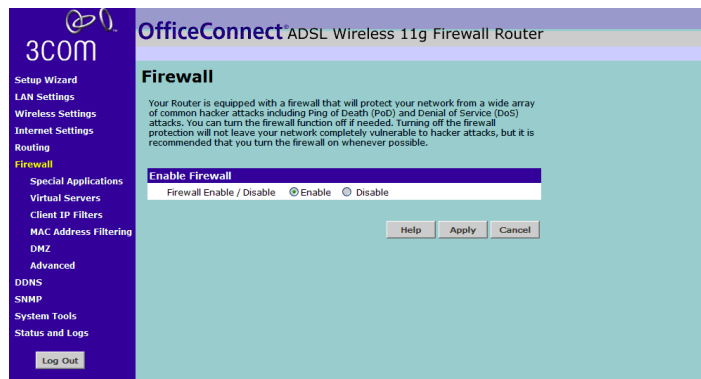 3COM
OfficeConnect® ADSL Wireless 11g Firewall Router
Setup Wizard
LAN Settings
Wireless Settings
Internet Settings
Routing
Firewall
Special Applications
Virtual Servers
Client IP Filters
MAC Address Filtering
DMZ
Advanced
DDNS
SNMP
System Tools
Status and Logs
Log Out
Firewall
Your Router is equipped with a firewall that will protect your network from a wide array
of common hacker attacks including Ping of Death (PoD) and Denial of Service (DoS)
attacks. You can turn the firewall function off if needed. Turning off the firewall
protection will not leave your network completely vulnerable to hacker attacks, but it is
recommended that you turn the firewall on whenever possible.
Enable Firewall
Firewall Enable / Disable Enable Disable
Help Apply Cancel